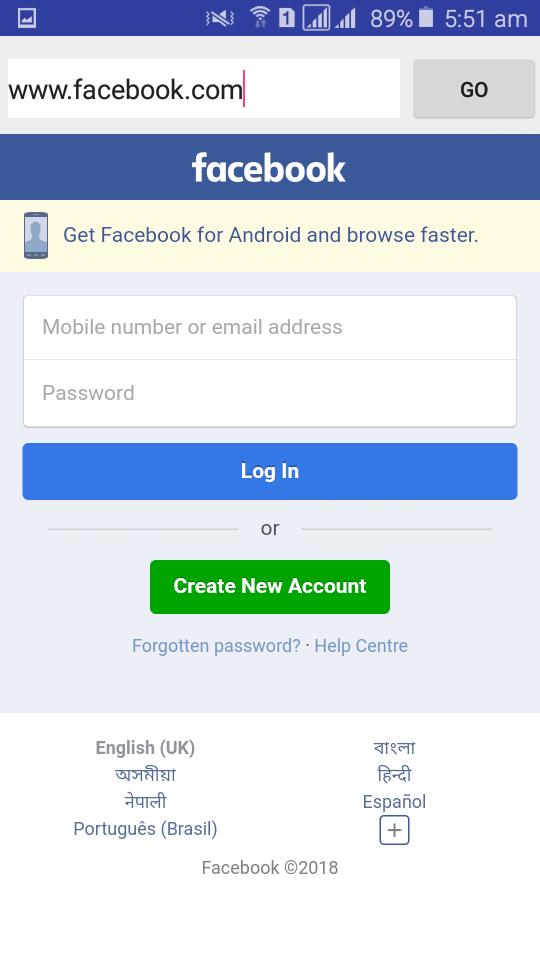 1 89% 5:51 am
www.facebook.com GO
facebook
Get Facebook for Android and browse faster.
Mobile number or email address
Password
Log In
or
Create New Account
Forgotten password? · Help Centre
English (UK) বাংলা
অসমীয়া हिन्दी
नेपाली Español
Português (Brasil) +
Facebook ©2018